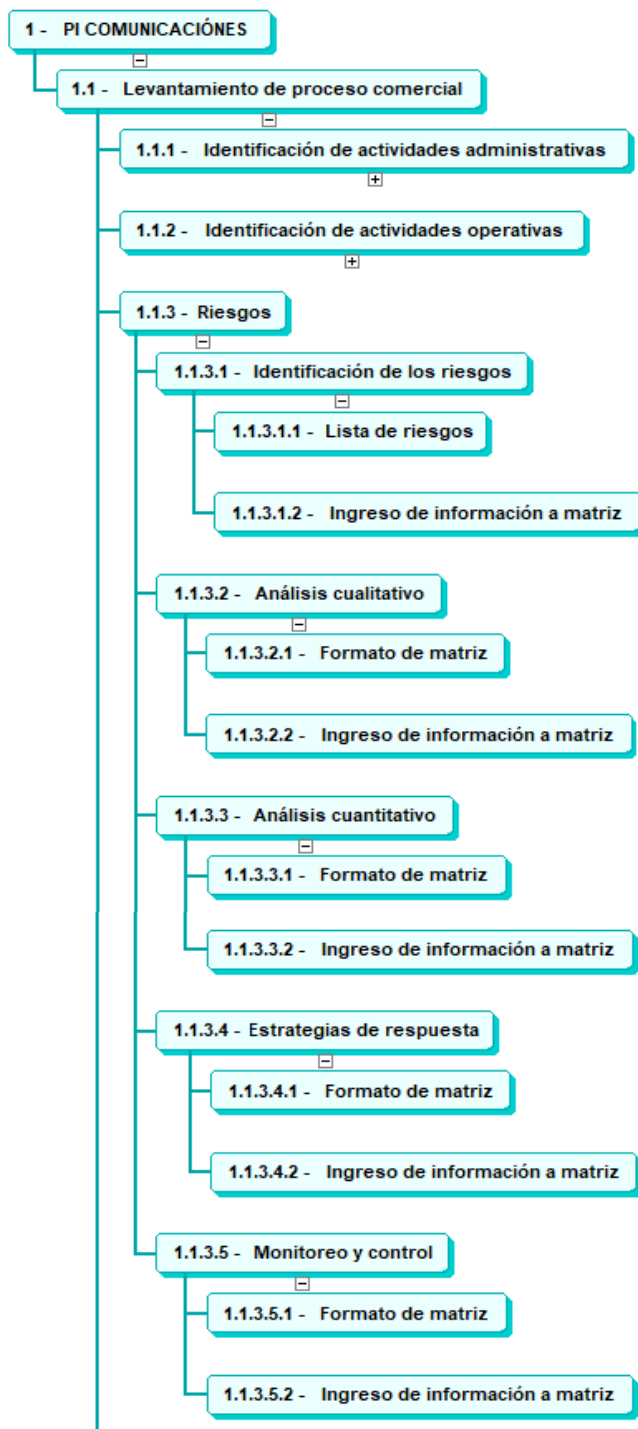 1 - PI COMUNICACIÓNES
1.1 - Levantamiento de proceso comercial
1.1.1 - Identificación de actividades administrativas
1.1.2 - Identificación de actividades operativas
1.1.3 - Riesgos
1.1.3.1 - Identificación de los riesgos
1.1.3.1.1 - Lista de riesgos
1.1.3.1.2 - Ingreso de información a matriz
1.1.3.2 - Análisis cualitativo
1.1.3.2.1 - Formato de matriz
1.1.3.2.2 - Ingreso de información a matriz
1.1.3.3 - Análisis cuantitativo
1.1.3.3.1 - Formato de matriz
1.1.3.3.2 - Ingreso de información a matriz
1.1.3.4 - Estrategias de respuesta
1.1.3.4.1 - Formato de matriz
1.1.3.4.2 - Ingreso de información a matriz
1.1.3.5 - Monitoreo y control
1.1.3.5.1 - Formato de matriz
1.1.3.5.2 - Ingreso de información a matriz